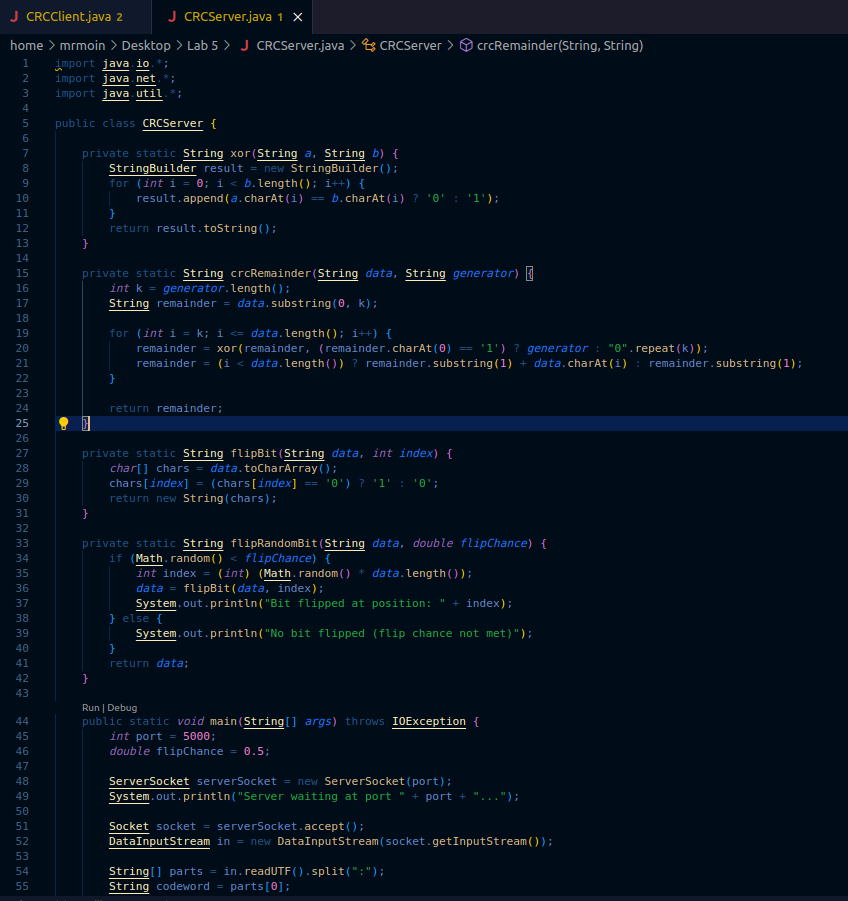 J CRCClient.java 2 J CRCServer.java 1 ×
home > mrmoin > Desktop > Lab 5 > J CRCServer.java > CRCServer > crcRemainder(String, String)
1 import java.io.*;
2 import java.net.*;
3 import java.util.*;
4
5 public class CRCServer {
6
7 private static String xor(String a, String b) {
8 StringBuilder result = new StringBuilder();
9 for (int i = 0; i < b.length(); i++) {
10 result.append(a.charAt(i) == b.charAt(i) ? '0' : '1');
11 }
12 return result.toString();
13 }
14
15 private static String crcRemainder(String data, String generator) {
16 int k = generator.length();
17 String remainder = data.substring(0, k);
18
19 for (int i = k; i <= data.length(); i++) {
20 remainder = xor(remainder, (remainder.charAt(0) == '1') ? generator : "0".repeat(k));
21 remainder = (i < data.length()) ? remainder.substring(1) + data.charAt(i) : remainder.substring(1);
22 }
23
24 return remainder;
25 }
26
27 private static String flipBit(String data, int index) {
28 char[] chars = data.toCharArray();
29 chars[index] = (chars[index] == '0') ? '1' : '0';
30 return new String(chars);
31 }
32
33 private static String flipRandomBit(String data, double flipChance) {
34 if (Math.random() < flipChance) {
35 int index = (int) (Math.random() * data.length());
36 data = flipBit(data, index);
37 System.out.println("Bit flipped at position: " + index);
38 } else {
39 System.out.println("No bit flipped (flip chance not met)");
40 }
41 return data;
42 }
43
Run | Debug
44 public static void main(String[] args) throws IOException {
45 int port = 5000;
46 double flipChance = 0.5;
47
48 ServerSocket serverSocket = new ServerSocket(port);
49 System.out.println("Server waiting at port " + port + "...");
50
51 Socket socket = serverSocket.accept();
52 DataInputStream in = new DataInputStream(socket.getInputStream());
53
54 String[] parts = in.readUTF().split(":");
55 String codeword = parts[0];